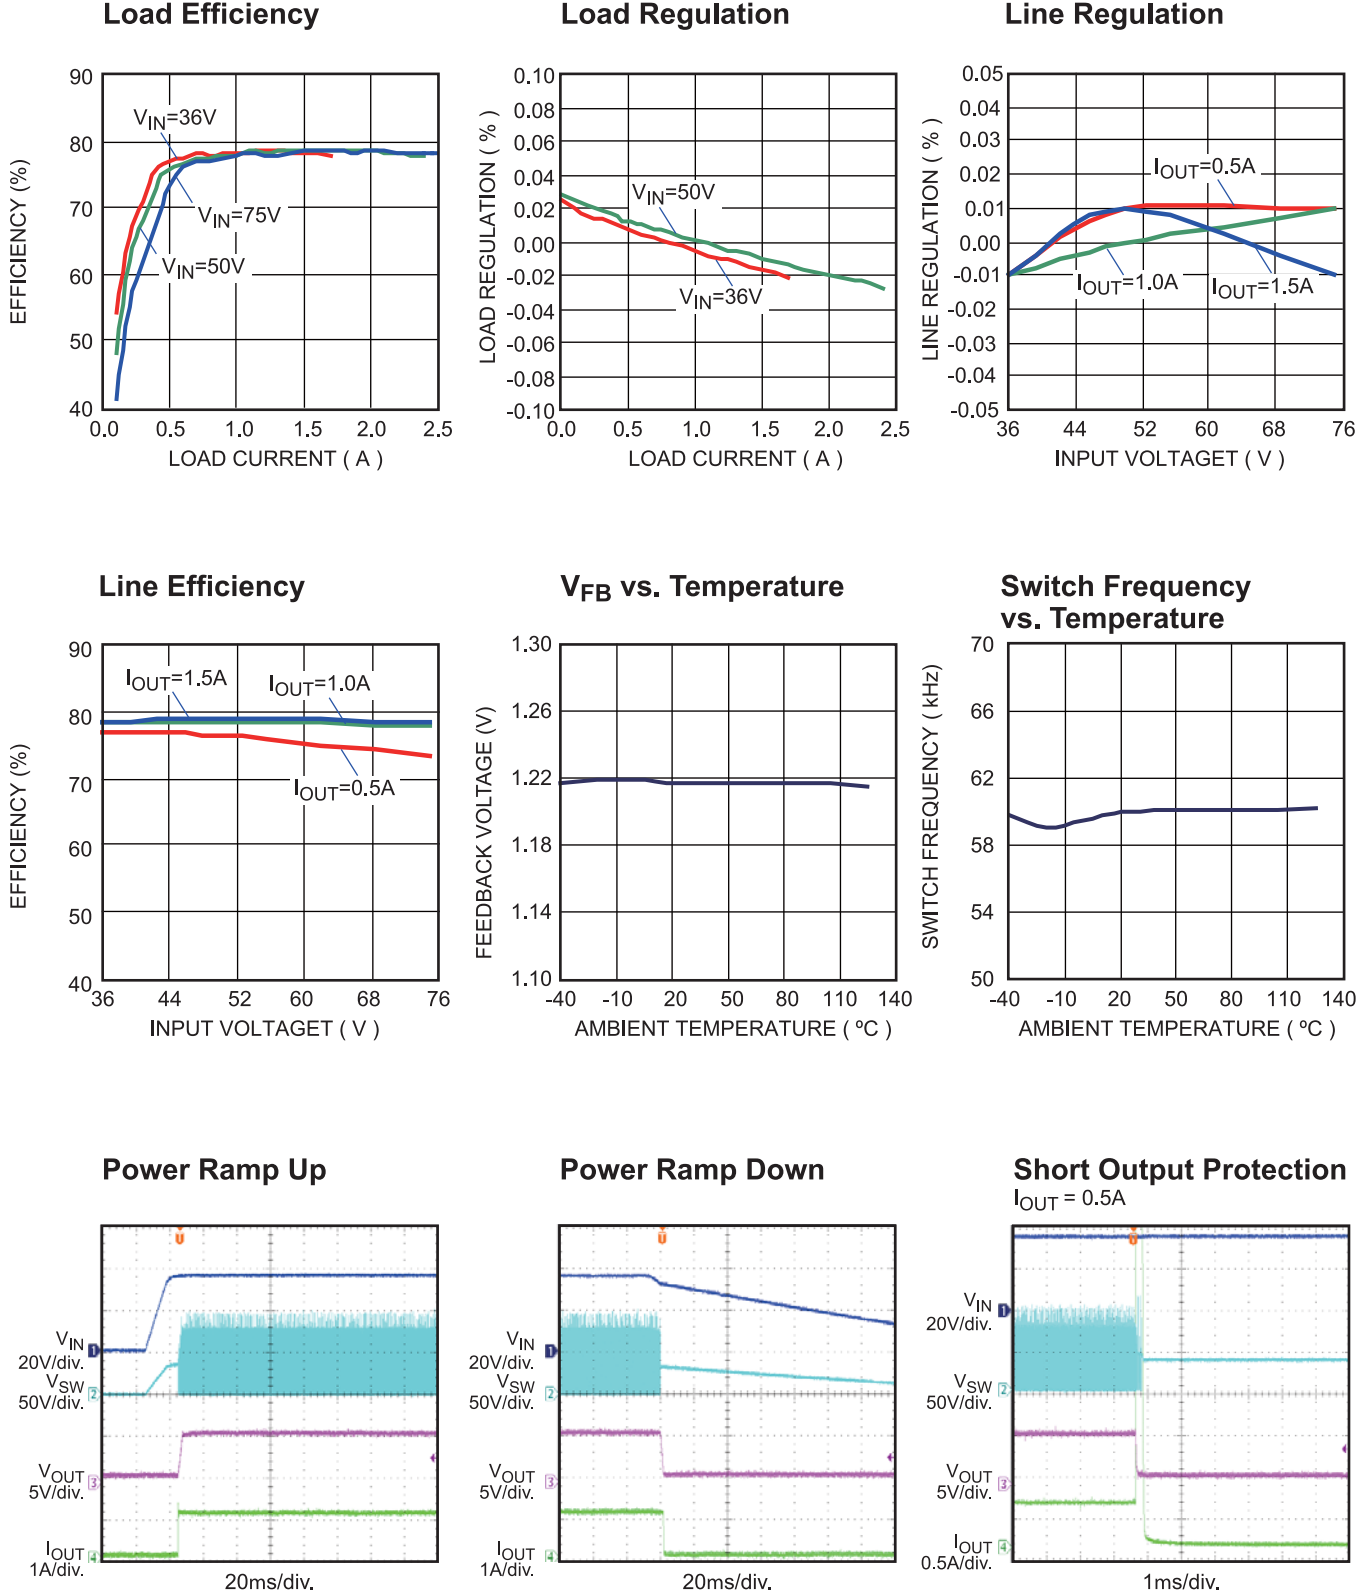 Load Efficiency
EFFICIENCY (%)
90
80
70
60
50
40
VIN=36V
VIN=75V
VIN=50V
0.0 0.5 1.0 1.5 2.0 2.5
LOAD CURRENT ( A )
Load Regulation
LOAD REGULATION ( % )
0.10
0.08
0.06
0.04
0.02
0.00
-0.02
-0.04
-0.06
-0.08
-0.10
VIN=50V
VIN=36V
0.0 0.5 1.0 1.5 2.0 2.5
LOAD CURRENT ( A )
Line Regulation
LINE REGULATION ( % )
0.05
0.04
0.03
0.02
0.01
0.00
-0.01
-0.02
-0.03
-0.04
-0.05
IOUT=0.5A
IOUT=1.0A
IOUT=1.5A
36 44 52 60 68 76
INPUT VOLTAGET ( V )
Line Efficiency
EFFICIENCY (%)
90
80
70
60
50
40
IOUT=1.5A
IOUT=1.0A
IOUT=0.5A
36 44 52 60 68 76
INPUT VOLTAGET ( V )
VFB vs. Temperature
FEEDBACK VOLTAGE (V)
1.30
1.26
1.22
1.18
1.14
1.10
-40 -10 20 50 80 110 140
AMBIENT TEMPERATURE ( ºC )
Switch Frequency
vs. Temperature
SWITCH FREQUENCY ( kHz)
70
66
62
58
54
50
-40 -10 20 50 80 110 140
AMBIENT TEMPERATURE ( ºC )
Power Ramp Up
VIN
20V/div.
VSW
50V/div.
VOUT
5V/div.
IOUT
1A/div.
1
2
3
4
20ms/div.
Power Ramp Down
VIN
20V/div.
VSW
50V/div.
VOUT
5V/div.
IOUT
1A/div.
1
2
3
4
20ms/div.
Short Output Protection
IOUT = 0.5A
VIN
20V/div.
VSW
50V/div.
VOUT
5V/div.
IOUT
0.5A/div.
1
2
3
4
1ms/div.